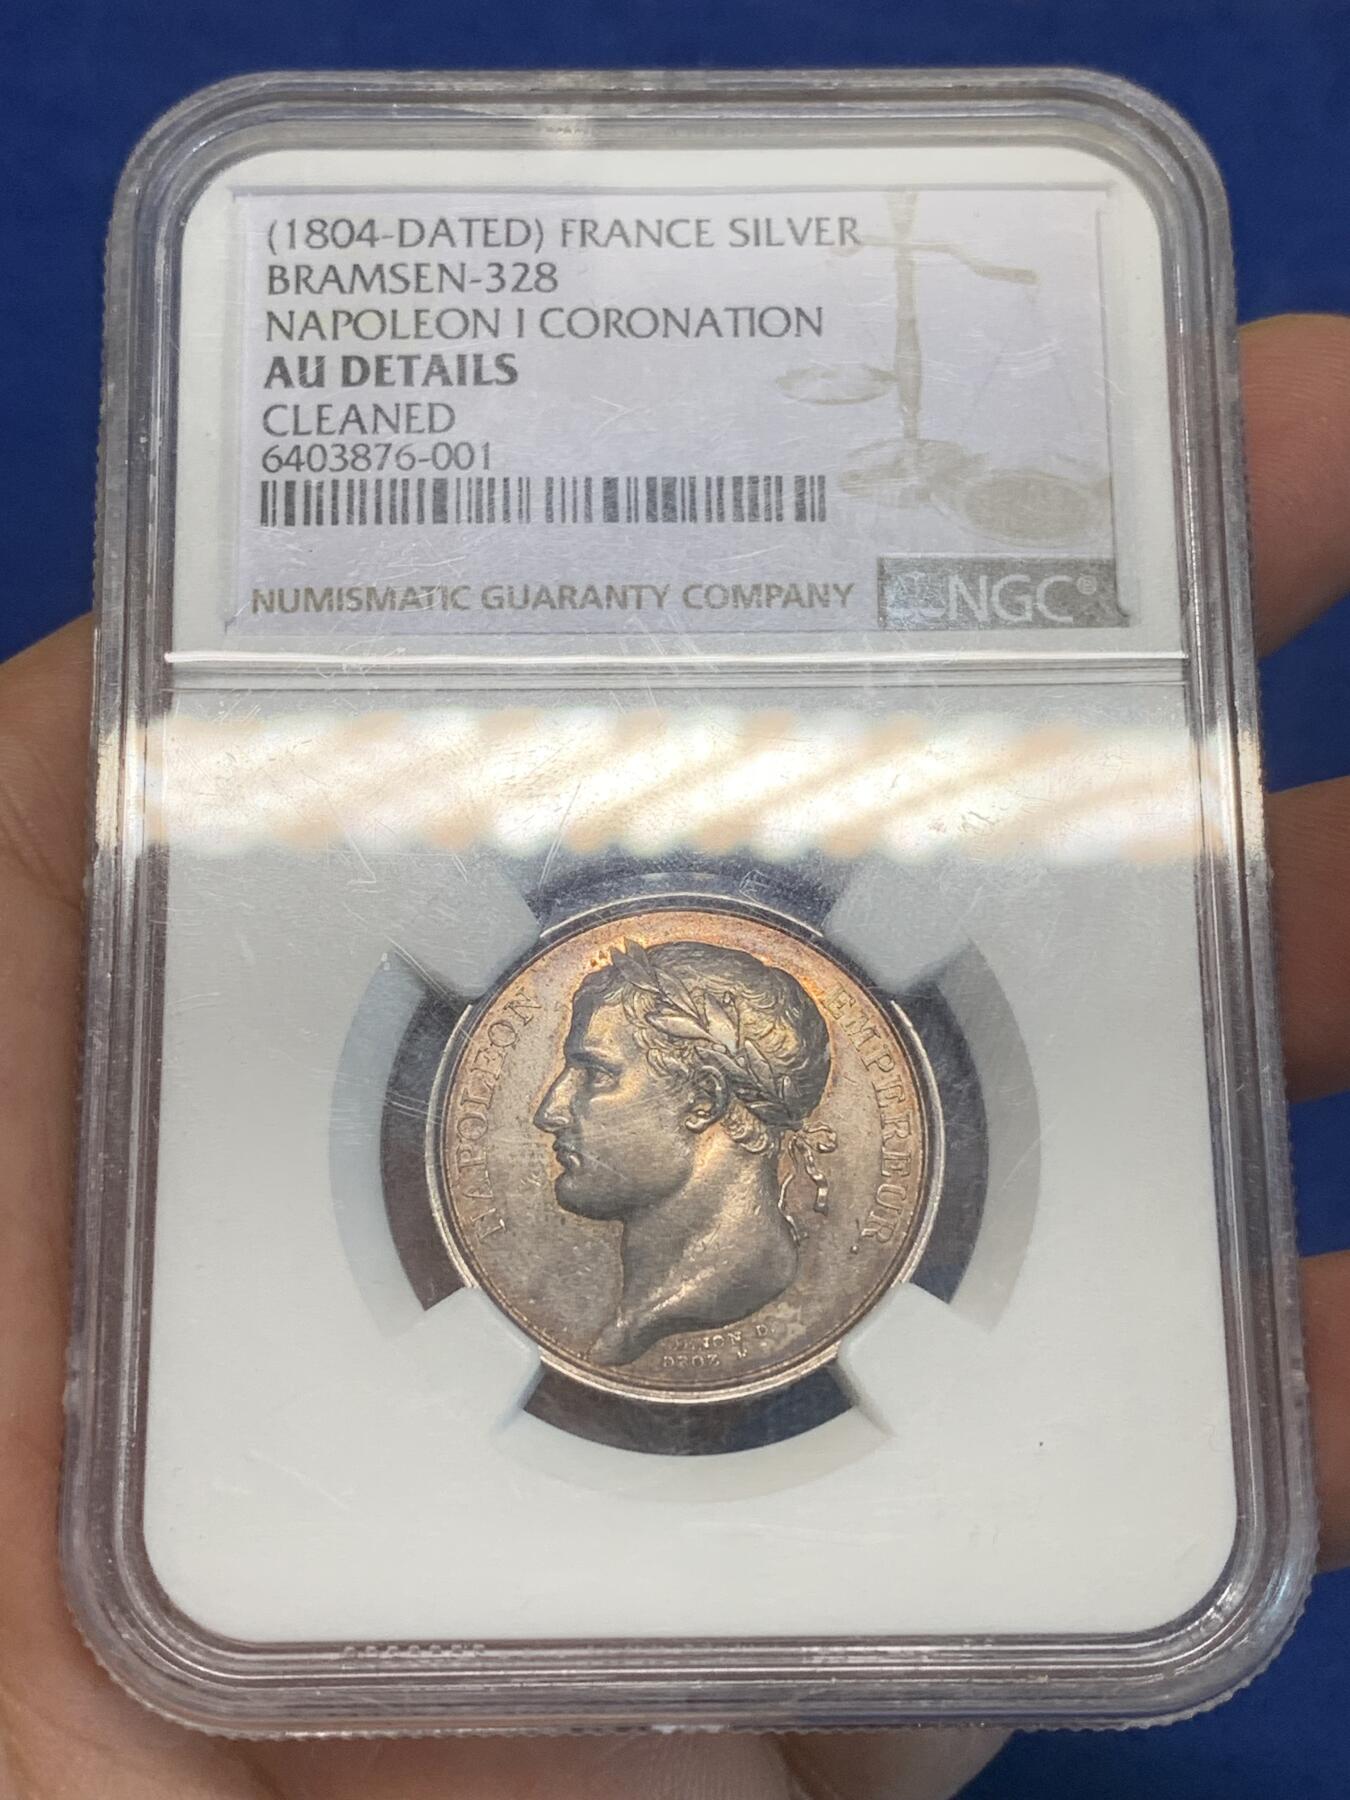 (1804-DATED) FRANCE SILVER
BRAMSEN-328
NAPOLEON I CORONATION
AU DETAILS
CLEANED
6403876-001
NUMISMATIC GUARANTY COMPANY
NGC®
NAPOLEON
EMPEREUR.
DROZ